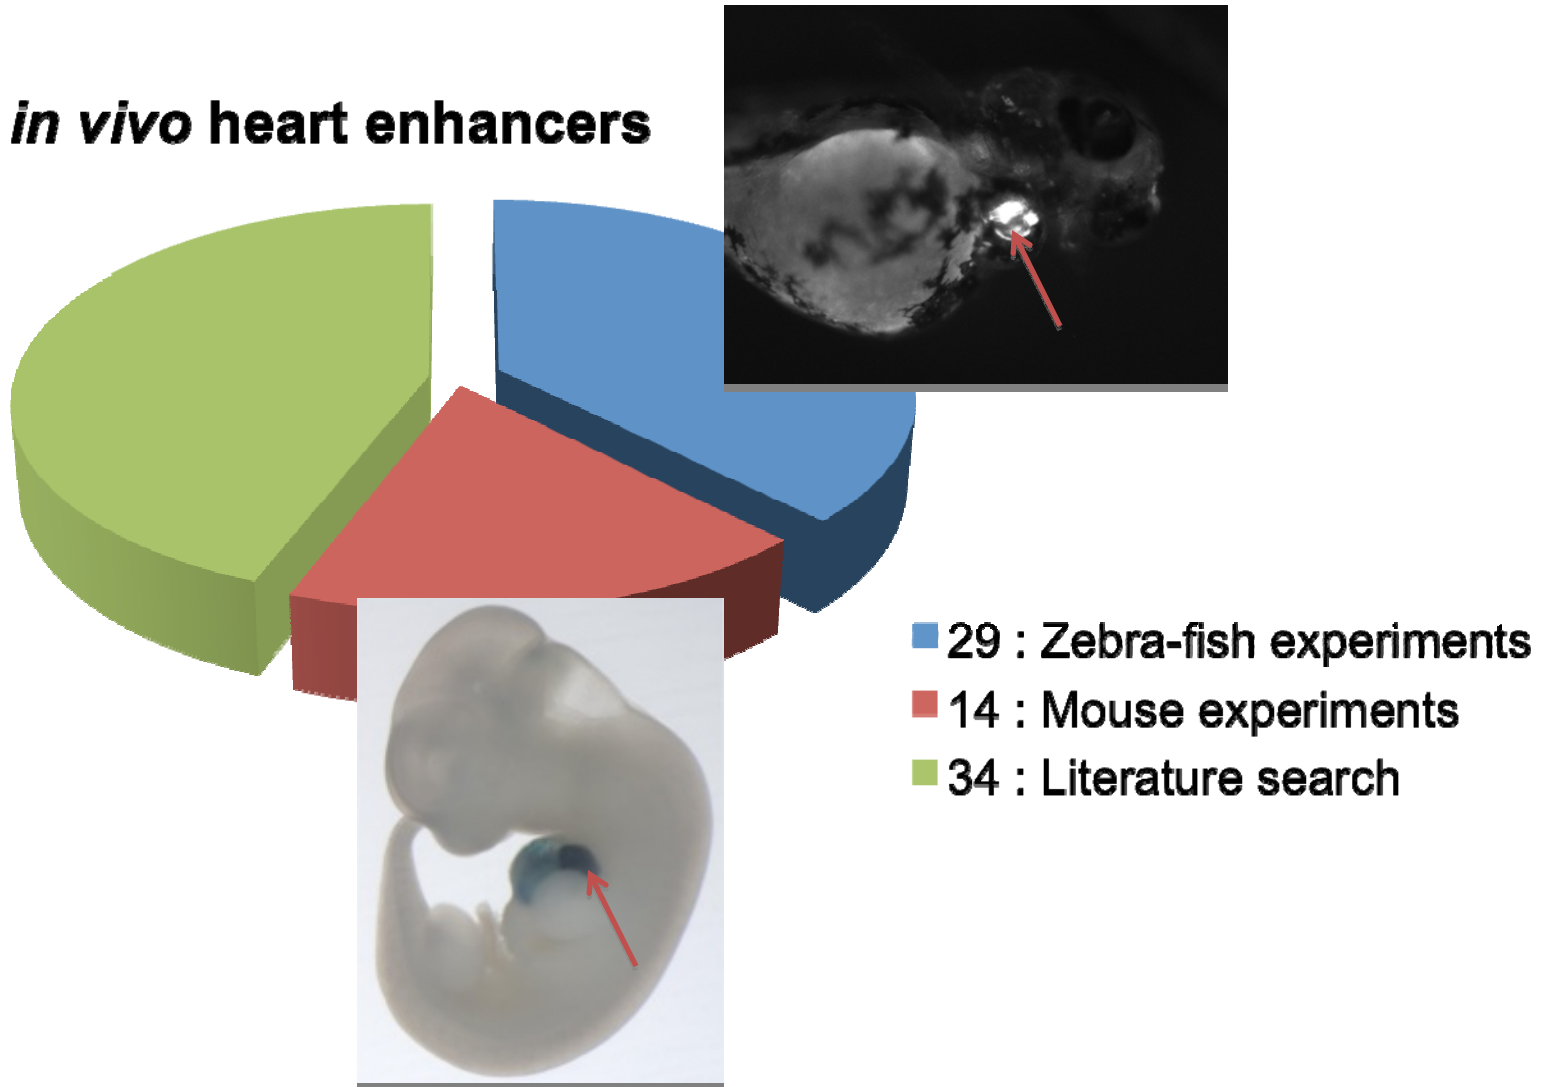 in vivo heart enhancers
29 : Zebra-fish experiments
14 : Mouse experiments
34 : Literature search